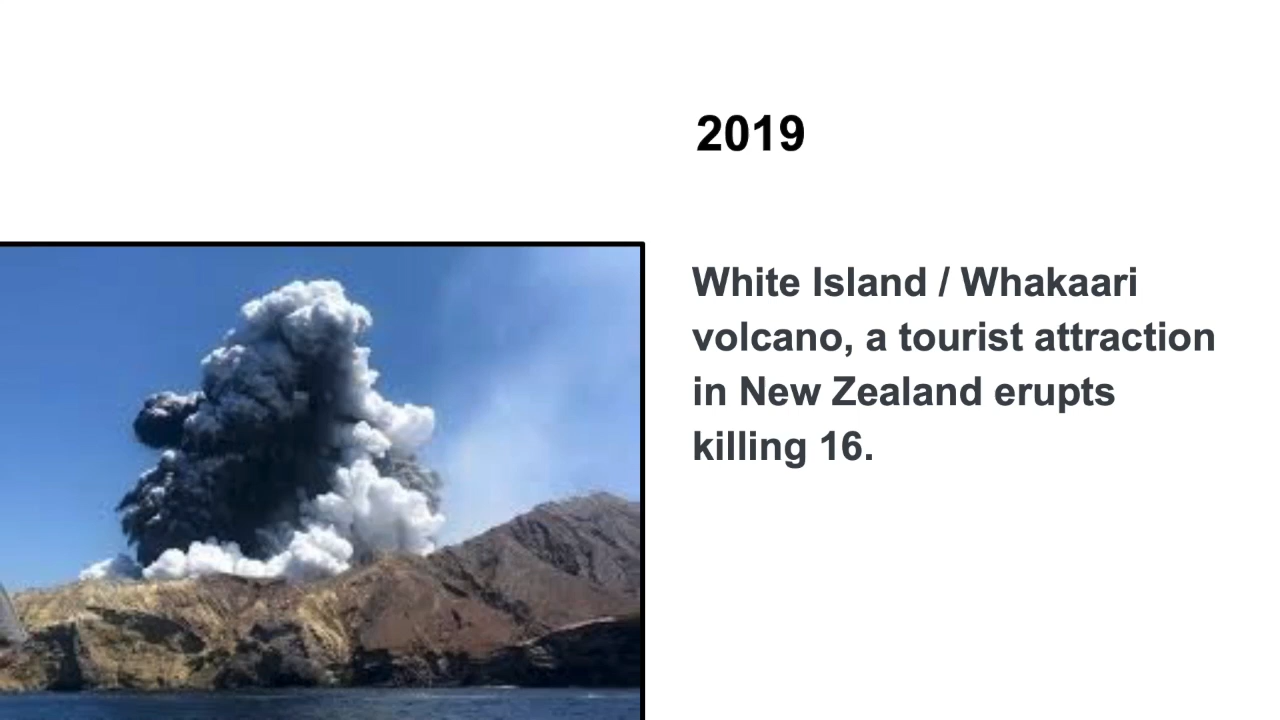 2019
White Island / Whakaari
volcano, a tourist attraction
in New Zealand erupts
killing 16.